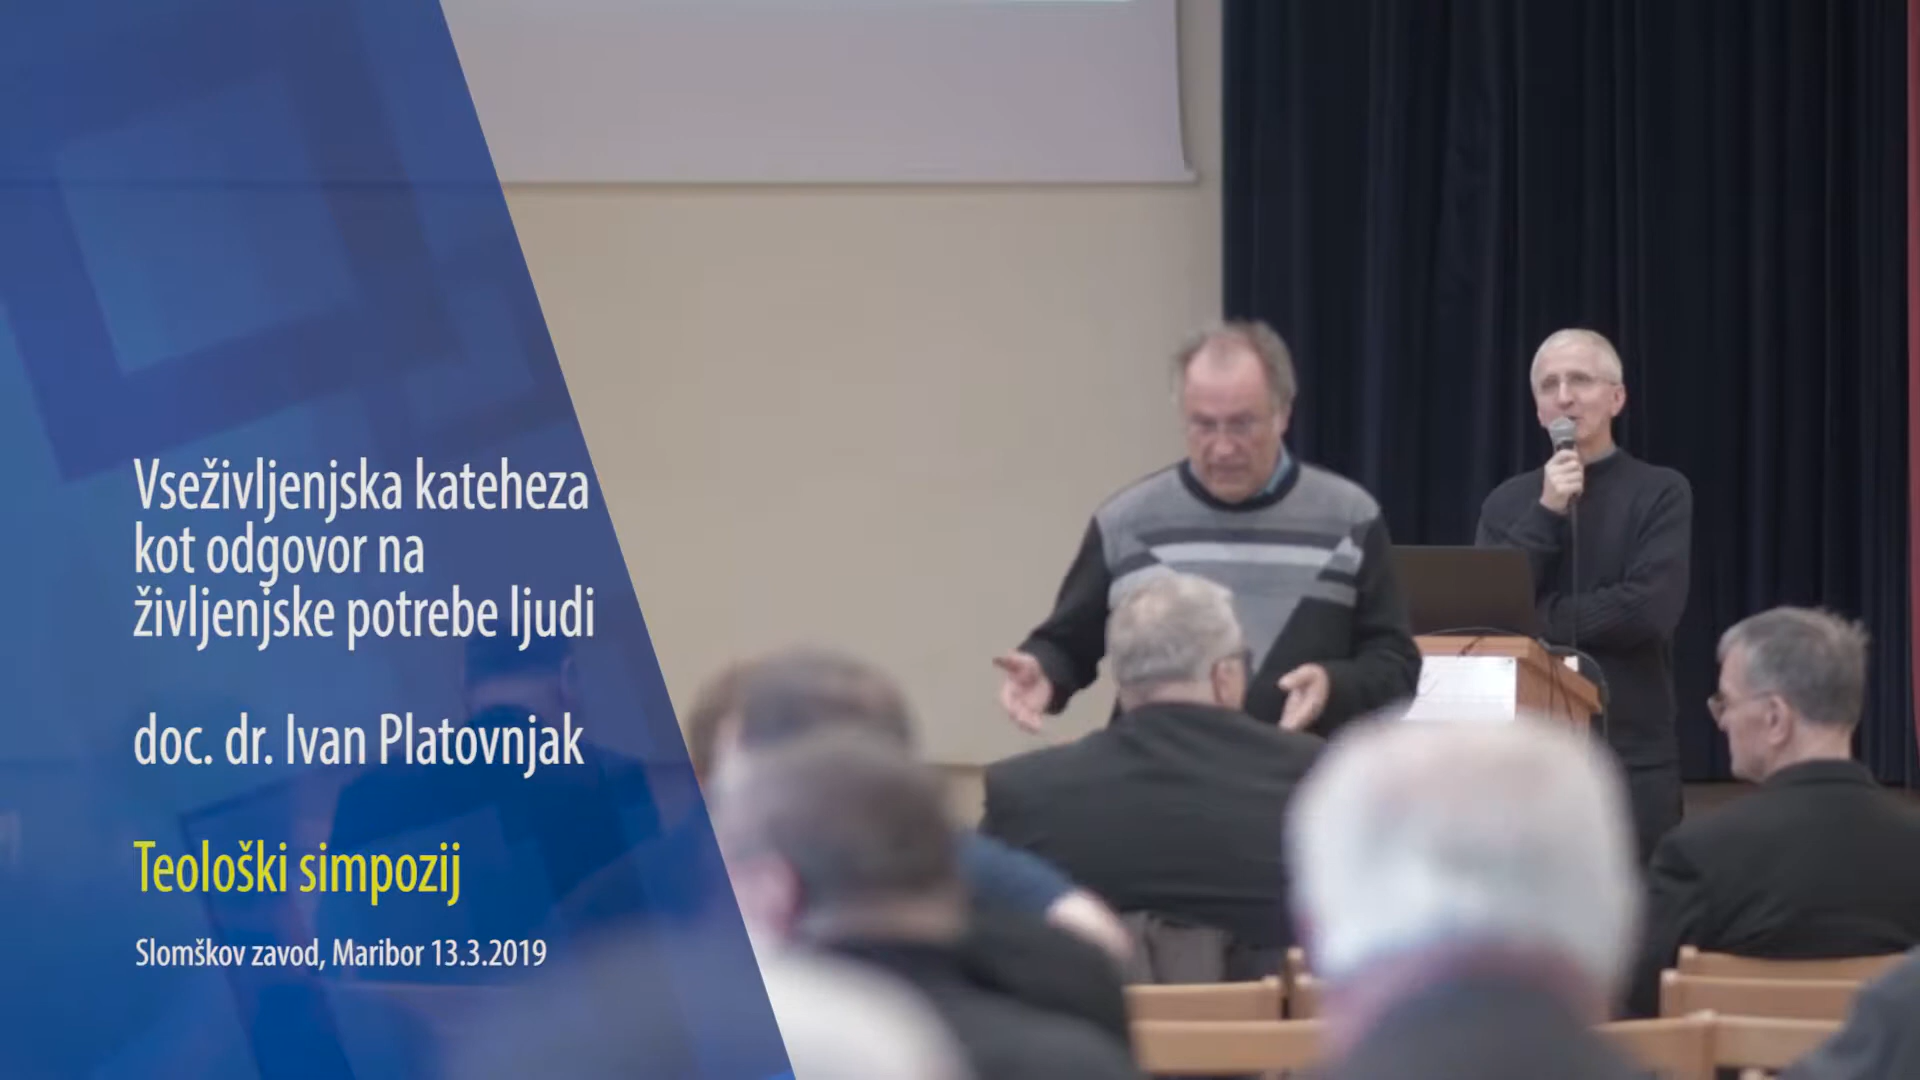 Vseživljenjska kateheza
kot odgovor na
življenjske potrebe ljudi
doc. dr. Ivan Platovnjak
Teološki simpozij
Slomškov zavod, Maribor 13.3.2019